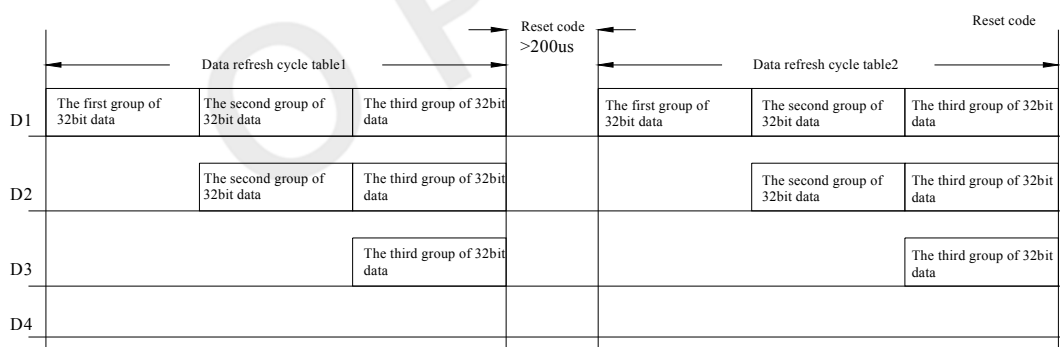 Reset code
>200us
Reset code
Data refresh cycle table1
Data refresh cycle table2
D1
The first group of
32bit data
The second group of
32bit data
The third group of 32bit
data
The first group of
32bit data
The second group of
32bit data
The third group of 32bit
data
D2
The second group of
32bit data
The third group of 32bit
data
The second group of
32bit data
The third group of 32bit
data
D3
The third group of 32bit
data
The third group of 32bit
data
D4